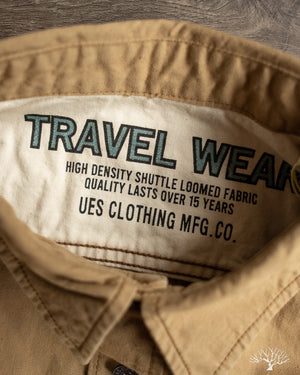 TRAVEL WEAR
HIGH DENSITY SHUTTLE LOOMED FABRIC
QUALITY LASTS OVER 15 YEARS
UES CLOTHING MFG.CO.